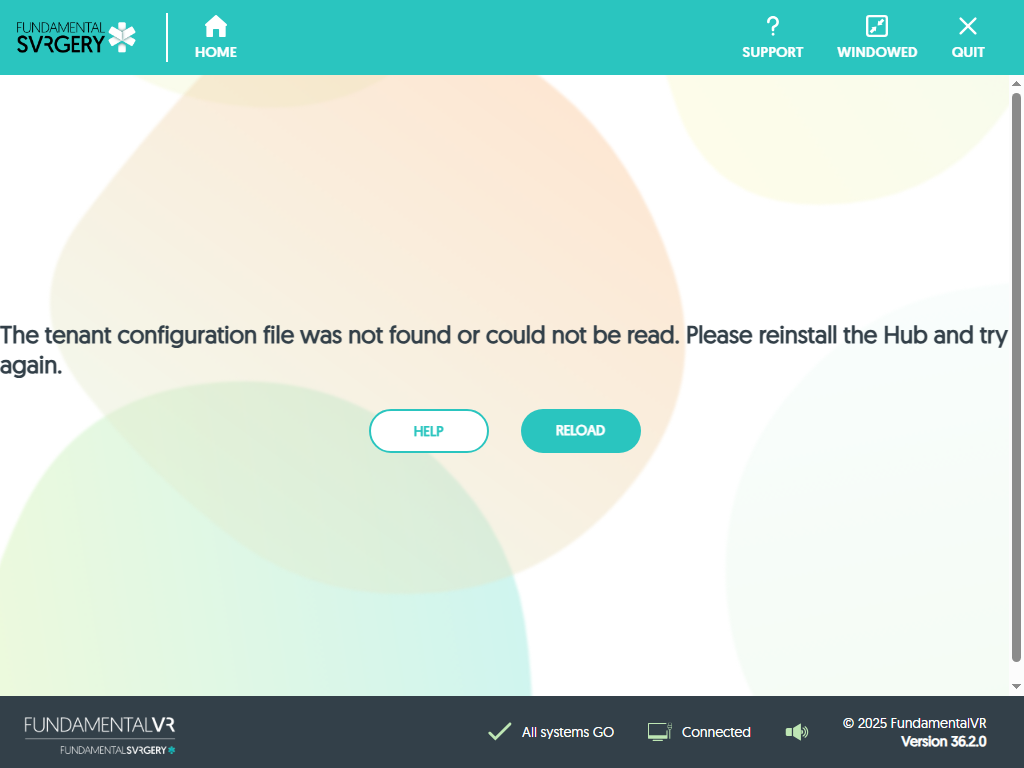 FUNDAMENTAL
SVRGERY
HOME
SUPPORT
WINDOWED
QUIT
The tenant configuration file was not found or could not be read. Please reinstall the Hub and try
again.
HELP
RELOAD
FUNDAMENTALVR
FUNDAMENTALSVRGERY
All systems GO
Connected
© 2025 FundamentalVR
Version 36.2.0